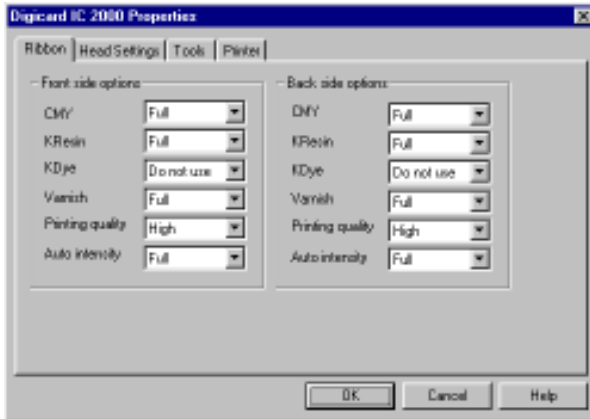 Digicard IC 2000 Properties
Ribbon Head Settings Tools Printer
Front side options
CMY Full
KResin Full
KDye Do not use
Varnish Full
Printing quality High
Auto intensity Full
Back side options
CMY Full
KResin Full
KDye Do not use
Varnish Full
Printing quality High
Auto intensity Full
OK Cancel Help